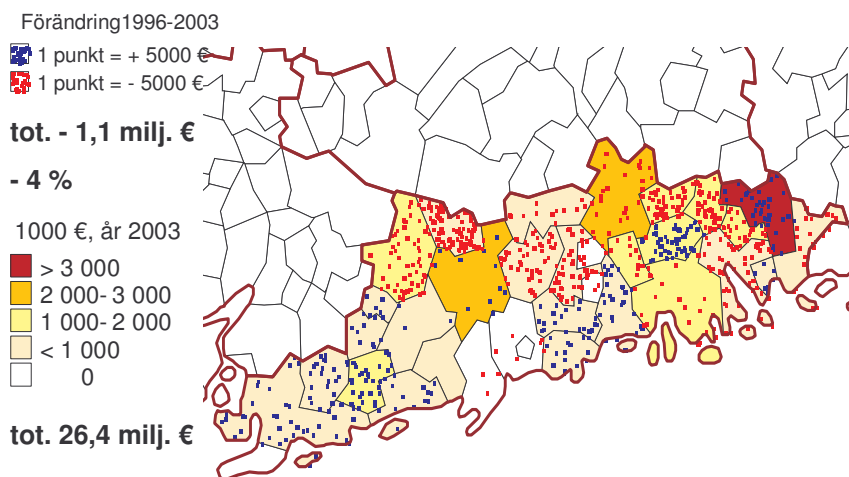 Förändring1996-2003
1 punkt = + 5000 €
1 punkt = - 5000 €
tot. - 1,1 milj. €
- 4 %
1000 €, år 2003
> 3 000
2 000- 3 000
1 000- 2 000
< 1 000
0
tot. 26,4 milj. €